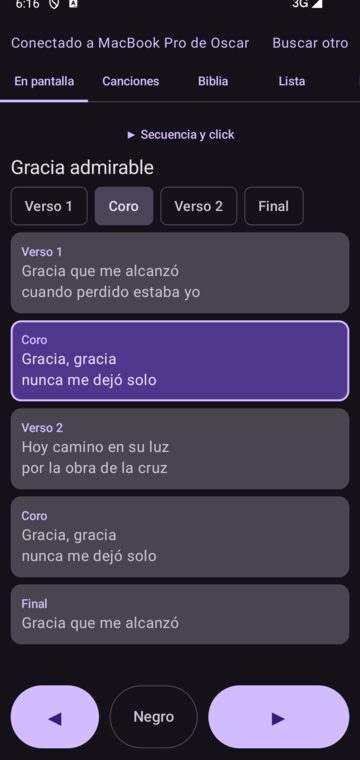 6:16
3G
Conectado a MacBook Pro de Oscar
Buscar otro
En pantalla
Canciones
Biblia
Lista
► Secuencia y click
Gracia admirable
Verso 1
Coro
Verso 2
Final
Verso 1
Gracia que me alcanzó
cuando perdido estaba yo
Coro
Gracia, gracia
nunca me dejó solo
Verso 2
Hoy camino en su luz
por la obra de la cruz
Coro
Gracia, gracia
nunca me dejó solo
Final
Gracia que me alcanzó
◄
Negro
►